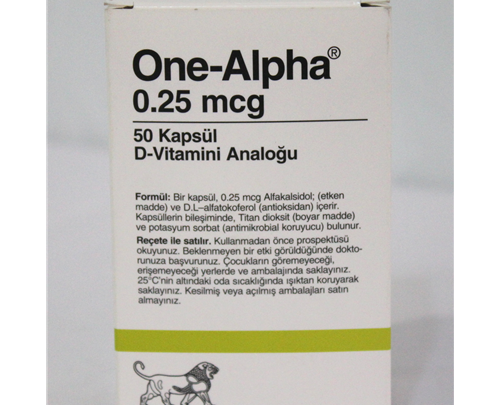 One-Alpha®
0.25 mcg
50 Kapsül
D-Vitamini Analoğu
Formül: Bir kapsül, 0.25 mcg Alfakalsidol; (etken
madde) ve D.L–alfatokoferol (antioksidan) içerir.
Kapsüllerin bileşiminde, Titan dioksit (boyar madde)
ve potasyum sorbat (antimikrobial koruyucu) bulunur.
Reçete ile satılır. Kullanmadan önce prospektüsü
okuyunuz. Beklenmeyen bir etki görüldüğünde dokto-
runuza başvurunuz. Çocukların göremeyeceği,
erişemeyeceği yerlerde ve ambalajında saklayınız.
25°C'nin altındaki oda sıcaklığında ışıktan koruyarak
saklayınız. Kesilmiş veya açılmış ambalajları satın
almayınız.